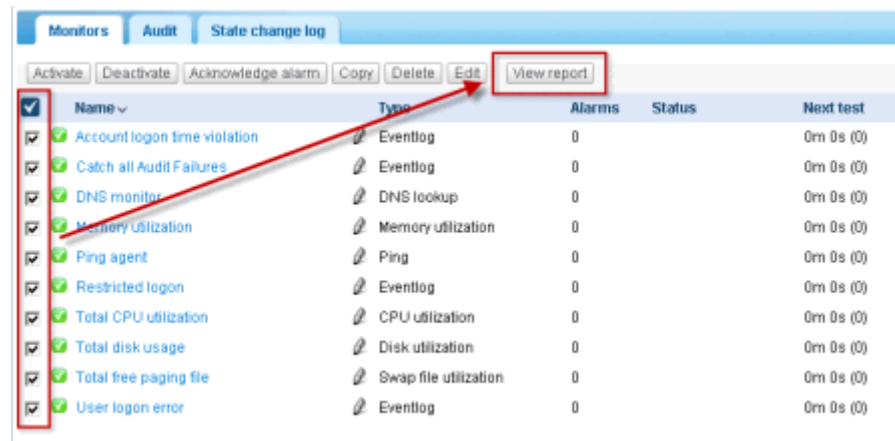 Monitors Audit State change log
Activate Deactivate Acknowledge alarm Copy Delete Edit View report
Name Type Alarms Status Next test
Account logon time violation Eventlog 0 0m 0s (0)
Catch all Audit Failures Eventlog 0 0m 0s (0)
DNS monitor DNS lookup 0 0m 0s (0)
Memory utilization Memory utilization 0 0m 0s (0)
Ping agent Ping 0 0m 0s (0)
Restricted logon Eventlog 0 0m 0s (0)
Total CPU utilization CPU utilization 0 0m 0s (0)
Total disk usage Disk utilization 0 0m 0s (0)
Total free paging file Swap file utilization 0 0m 0s (0)
User logon error Eventlog 0 0m 0s (0)